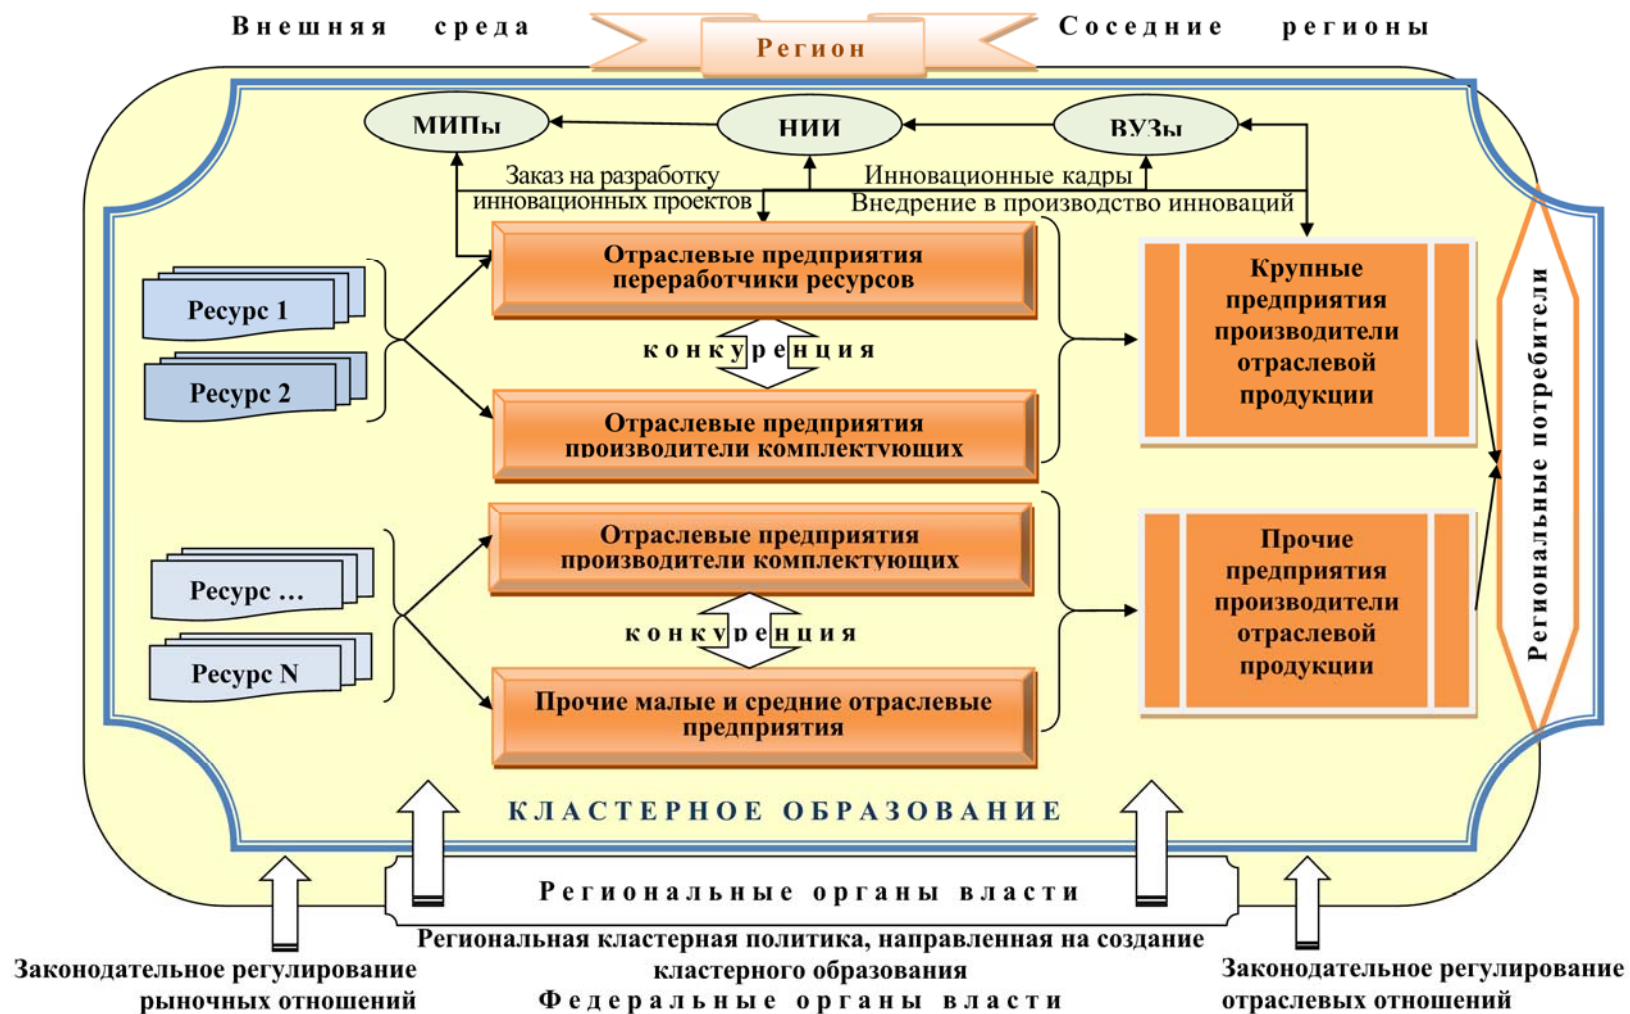 Внешняя среда
Регион
Соседние регионы
МИПы
НИИ
ВУЗы
Заказ на разработку
инновационных проектов
Инновационные кадры
Внедрение в производство инноваций
Ресурс 1
Ресурс 2
Отраслевые предприятия
переработчики ресурсов
конкуренция
Отраслевые предприятия
производители комплектующих
Крупные
предприятия
производители
отраслевой
продукции
Региональные потребители
Ресурс …
Ресурс N
Отраслевые предприятия
производители комплектующих
конкуренция
Прочие малые и средние отраслевые
предприятия
Прочие
предприятия
производители
отраслевой
продукции
КЛАСТЕРНОЕ ОБРАЗОВАНИЕ
Региональные органы власти
Региональная кластерная политика, направленная на создание
кластерного образования
Федеральные органы власти
Законодательное регулирование
рыночных отношений
Законодательное регулирование
отраслевых отношений